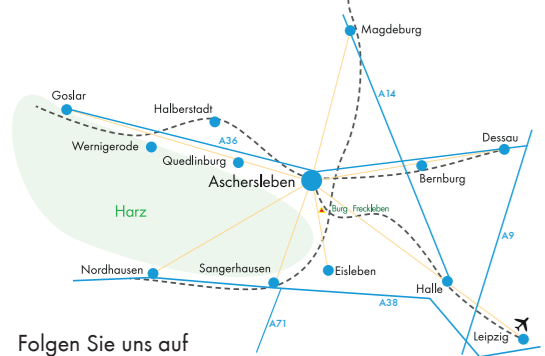 Magdeburg
Goslar
A14
Halberstadt
A36
Dessau
Wernigerode
Quedlinburg
Aschersleben
Bernburg
Harz
Burg Freckleben
A9
Nordhausen
Sangerhausen
Eisleben
Halle
A38
A71
Leipzig
Folgen Sie uns auf